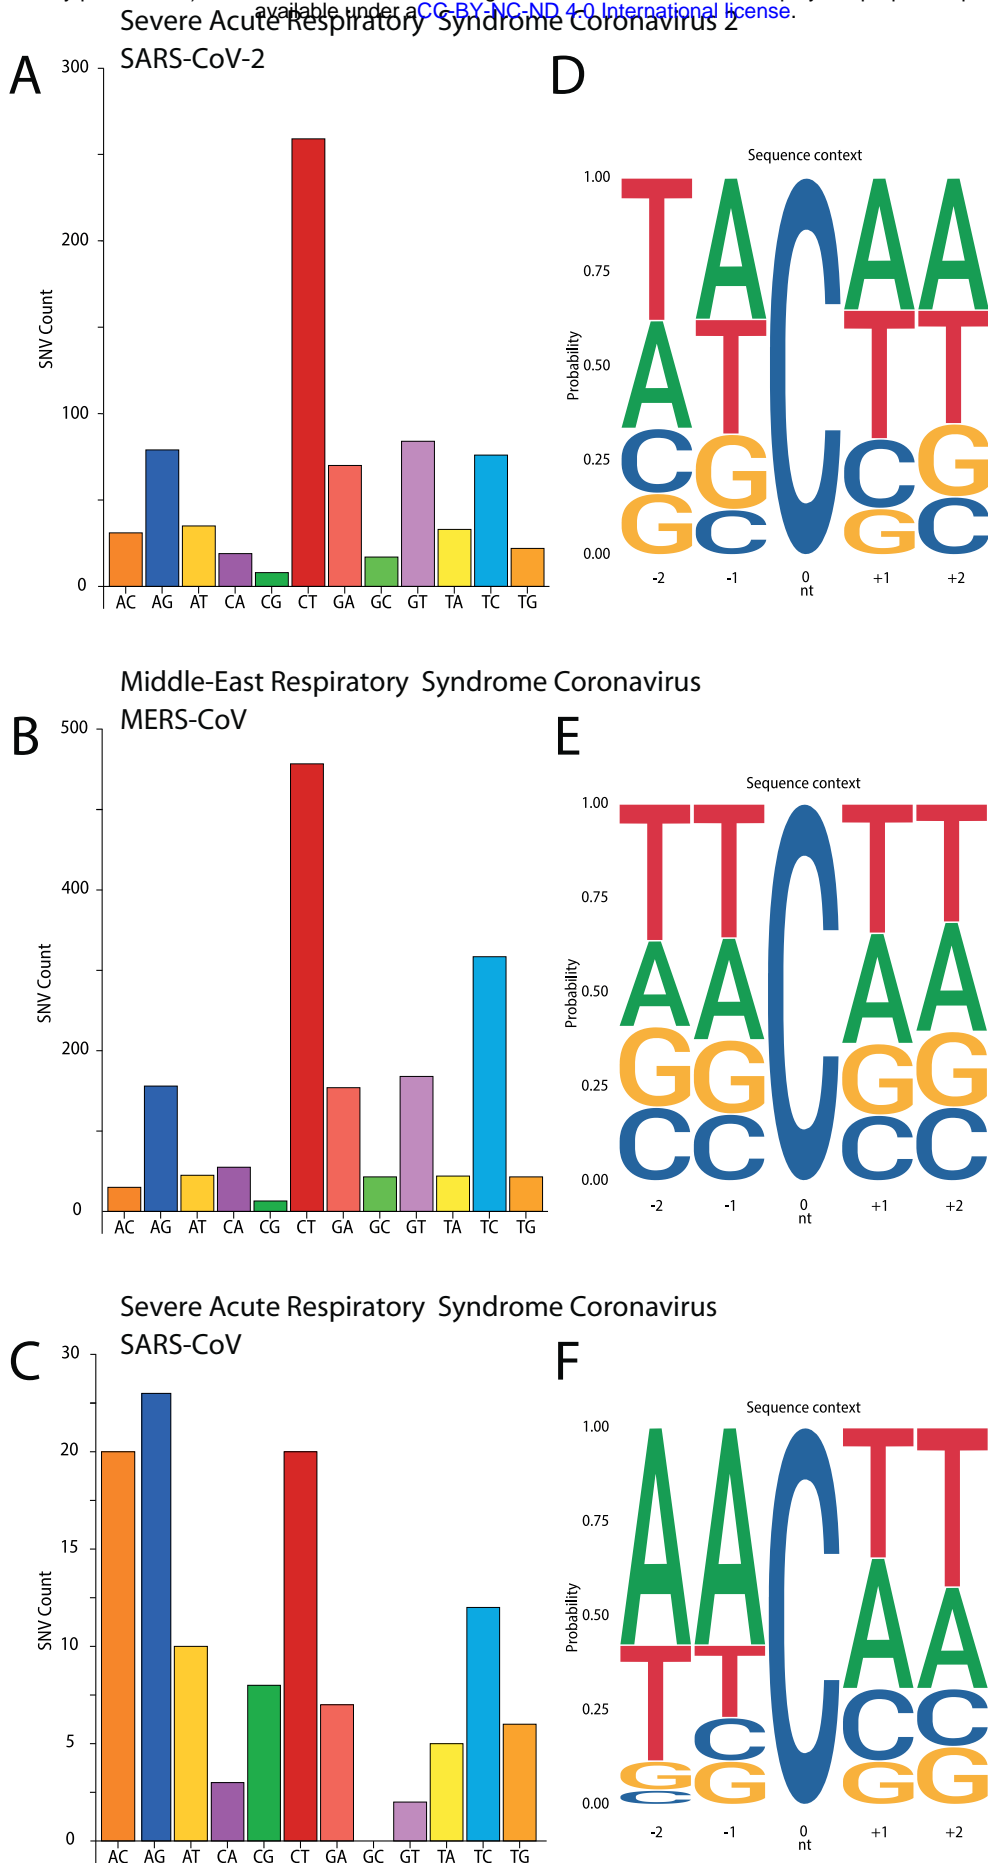 available under aCC-BY-NC-ND 4.0 International license.
Severe Acute Respiratory Syndrome Coronavirus 2
SARS-CoV-2
A
300
200
100
0
SNV Count
AC AG AT CA CG CT GA GC GT TA TC TG
D
Sequence context
1.00
0.75
0.50
0.25
0.00
Probability
T A C A A
A T T T
C G C G
G C G C
-2 -1 0 +1 +2
nt
Middle-East Respiratory Syndrome Coronavirus
MERS-CoV
B
500
400
200
0
SNV Count
AC AG AT CA CG CT GA GC GT TA TC TG
E
Sequence context
1.00
0.75
0.50
0.25
0.00
Probability
T T C T T
A A A A
G G G G
C C C C
-2 -1 0 +1 +2
nt
Severe Acute Respiratory Syndrome Coronavirus
SARS-CoV
C
30
20
15
10
5
0
SNV Count
AC AG AT CA CG CT GA GC GT TA TC TG
F
Sequence context
1.00
0.75
0.50
0.25
0.00
Probability
A A C T T
T T A A
G C C C
C G G G
-2 -1 0 +1 +2
nt